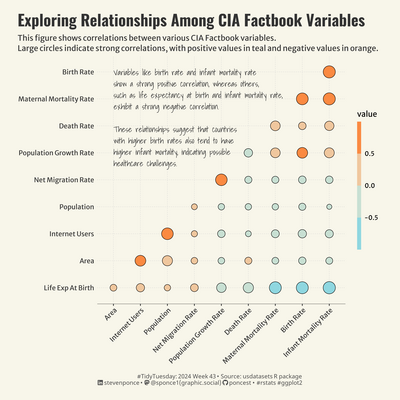 Exploring Relationships Among CIA Factbook Variables
This figure shows correlations between various CIA Factbook variables.
Large circles indicate strong correlations, with positive values in teal and negative values in orange.
Birth Rate
Maternal Mortality Rate
Death Rate
Population Growth Rate
Net Migration Rate
Population
Internet Users
Area
Life Exp At Birth
Variables like birth rate and infant mortality rate
show a strong positive correlation, whereas others,
such as life expectancy at birth and infant mortality rate,
exhibit a strong negative correlation.
These relationships suggest that countries
with higher birth rates also tend to have
higher infant mortality, indicating possible
healthcare challenges.
value
0.5
0.0
−0.5
Area
Internet Users
Population
Net Migration Rate
Population Growth Rate
Death Rate
Maternal Mortality Rate
Birth Rate
Infant Mortality Rate
#TidyTuesday: 2024 Week 43 • Source: usdatasets R package
stevenponce • @sponce1(graphic.social) poncest • #rstats #ggplot2